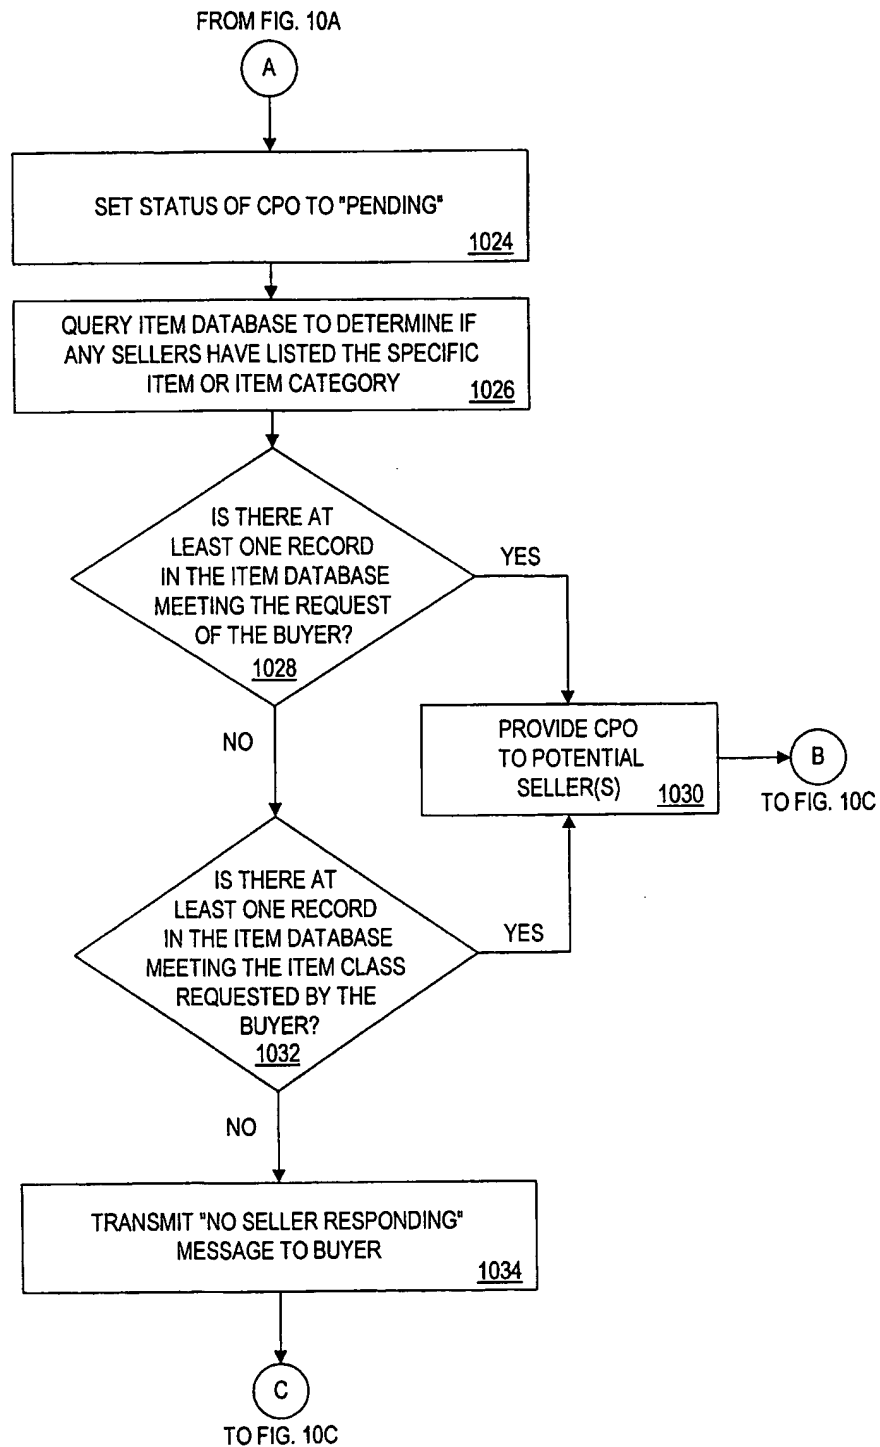 FROM FIG. 10A
A
SET STATUS OF CPO TO "PENDING"
1024
QUERY ITEM DATABASE TO DETERMINE IF
ANY SELLERS HAVE LISTED THE SPECIFIC
ITEM OR ITEM CATEGORY
1026
IS THERE AT
LEAST ONE RECORD
IN THE ITEM DATABASE
MEETING THE REQUEST
OF THE BUYER?
1028
YES
NO
PROVIDE CPO
TO POTENTIAL
SELLER(S)
1030
B
TO FIG. 10C
IS THERE AT
LEAST ONE RECORD
IN THE ITEM DATABASE
MEETING THE ITEM CLASS
REQUESTED BY THE
BUYER?
1032
YES
NO
TRANSMIT "NO SELLER RESPONDING"
MESSAGE TO BUYER
1034
C
TO FIG. 10C